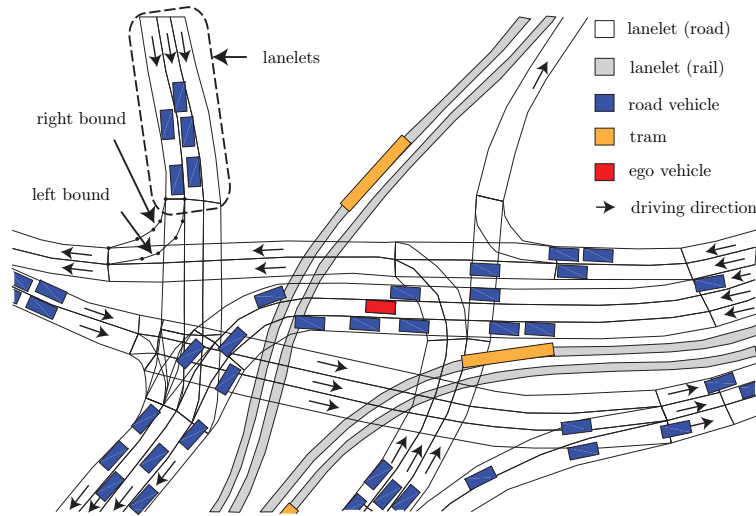 lanelets
right bound
left bound
lanelet (road)
lanelet (rail)
road vehicle
tram
ego vehicle
driving direction